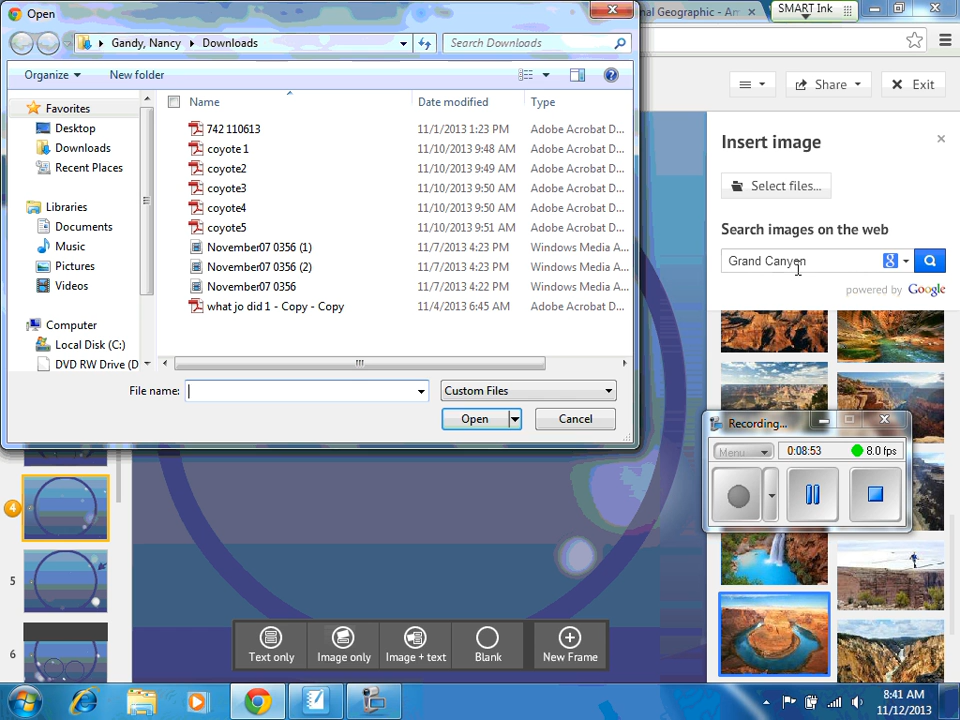 Open
nal Geographic - Am
SMART Ink
Gandy, Nancy
Downloads
Search Downloads
Organize
New folder
Share
Exit
Favorites
Desktop
Downloads
Recent Places
Libraries
Documents
Music
Pictures
Videos
Computer
Local Disk (C:)
DVD RW Drive (D
Name
Date modified
Type
742 110613
11/1/2013 1:23 PM
Adobe Acrobat D...
coyote 1
11/10/2013 9:48 AM
Adobe Acrobat D...
coyote2
11/10/2013 9:49 AM
Adobe Acrobat D...
coyote3
11/10/2013 9:50 AM
Adobe Acrobat D...
coyote4
11/10/2013 9:50 AM
Adobe Acrobat D...
coyote5
11/10/2013 9:51 AM
Adobe Acrobat D...
November07 0356 (1)
11/7/2013 4:23 PM
Windows Media A...
November07 0356 (2)
11/7/2013 4:23 PM
Windows Media A...
November07 0356
11/7/2013 4:22 PM
Windows Media A...
what jo did 1 - Copy - Copy
11/4/2013 6:45 AM
Adobe Acrobat D...
File name:
Custom Files
Open
Cancel
Insert image
Select files...
Search images on the web
Grand Canyen
powered by Google
Recording...
Menu
0:08:53
8.0 fps
4
5
6
Text only
Image only
Image + text
Blank
New Frame
8:41 AM
11/12/2013